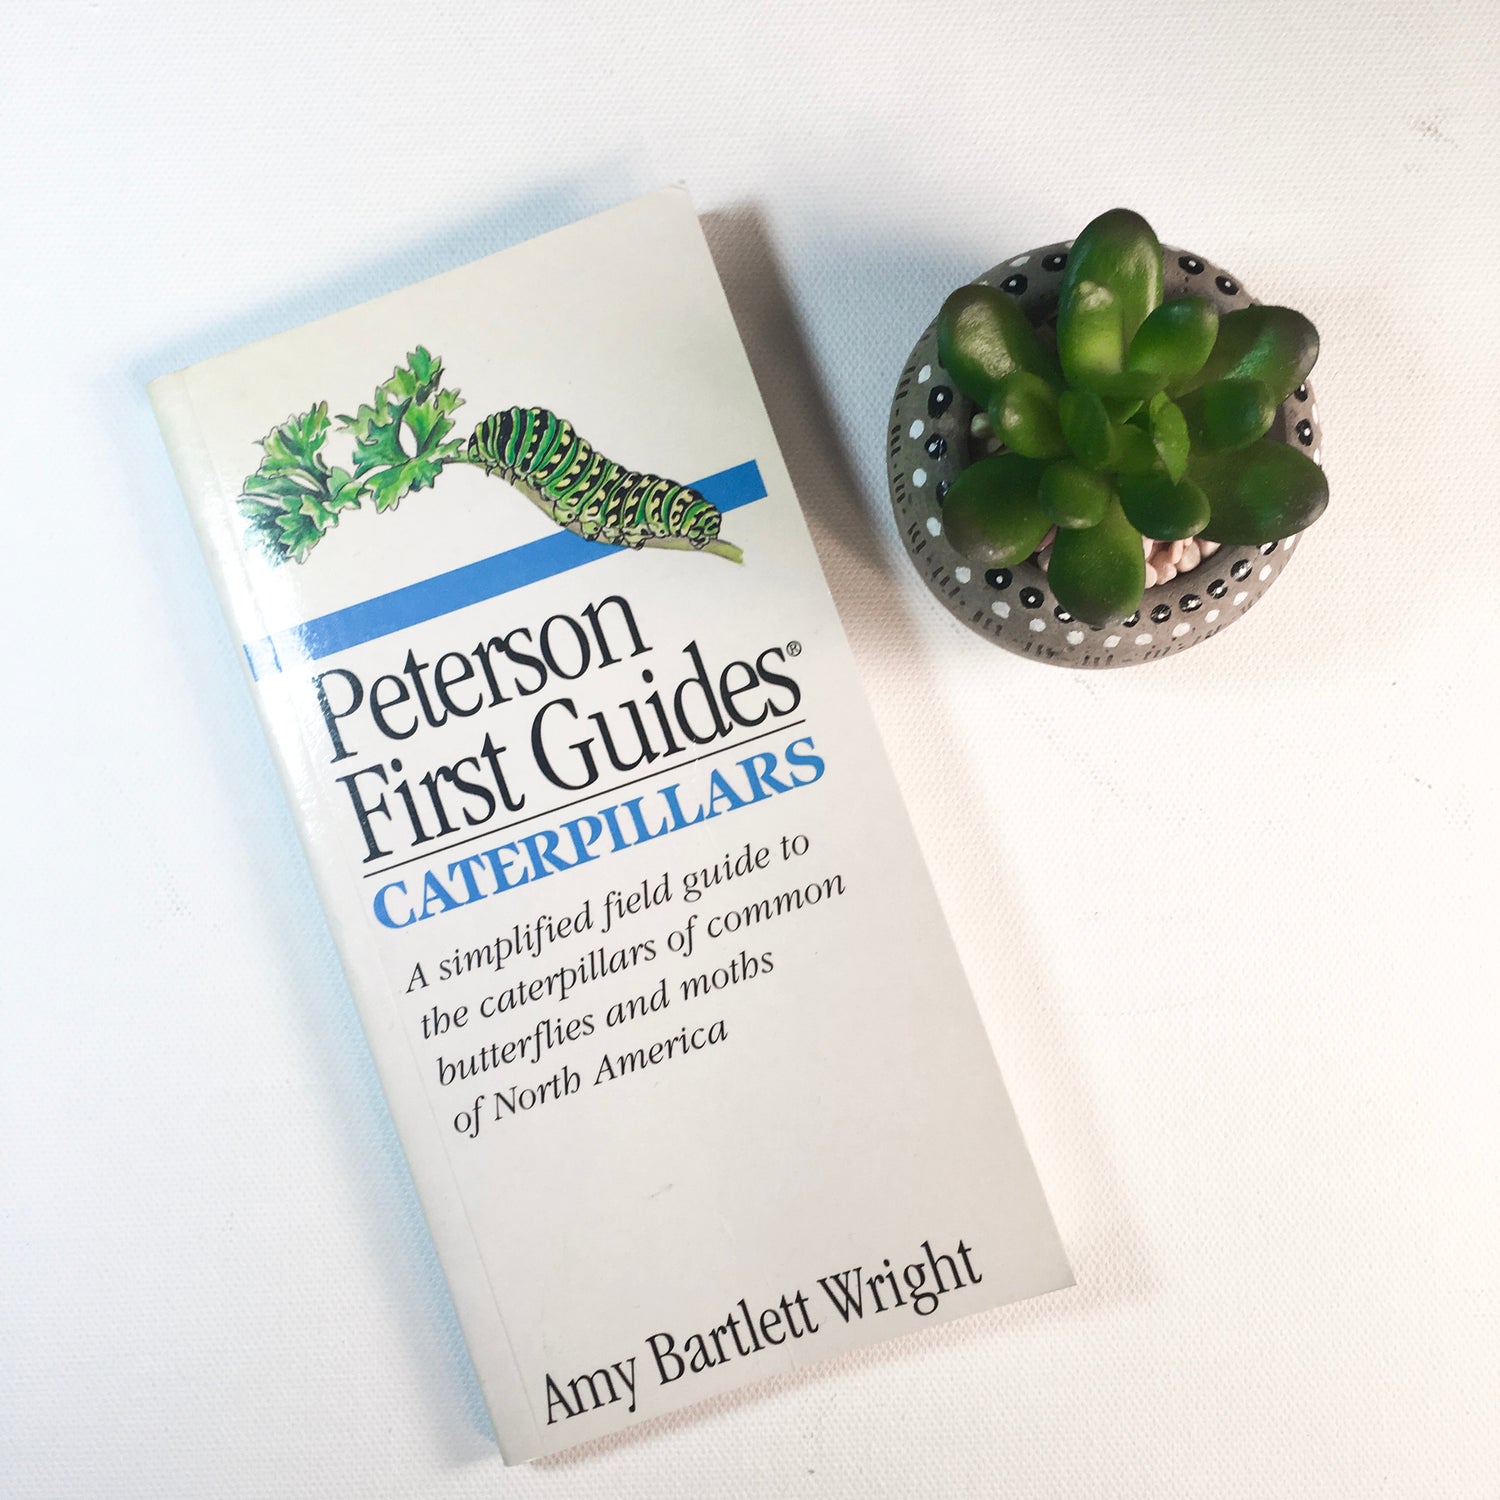 Peterson
First Guides®
CATERPILLARS
A simplified field guide to
the caterpillars of common
butterflies and moths
of North America
Amy Bartlett Wright